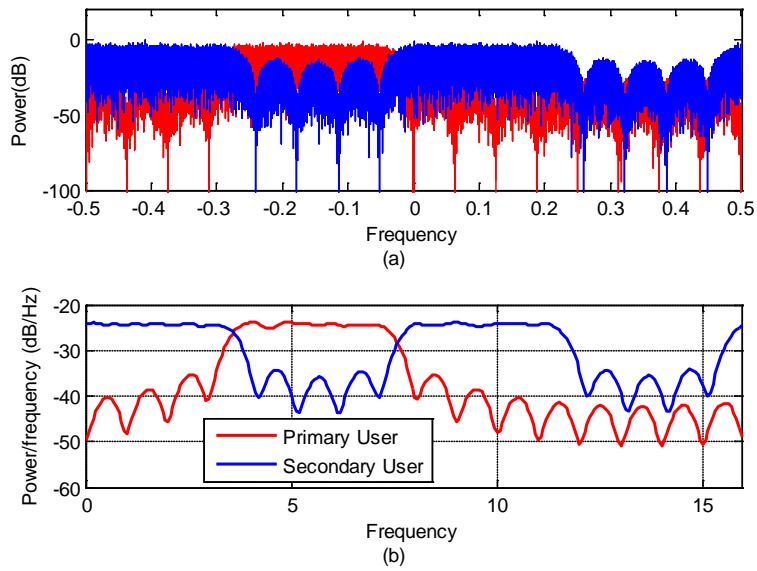 0
-50
-100
Power(dB)
-0.5 -0.4 -0.3 -0.2 -0.1 0 0.1 0.2 0.3 0.4 0.5
Frequency
(a)
-20
-30
-40
-50
-60
Power/frequency (dB/Hz)
Primary User
Secondary User
0 5 10 15
Frequency
(b)